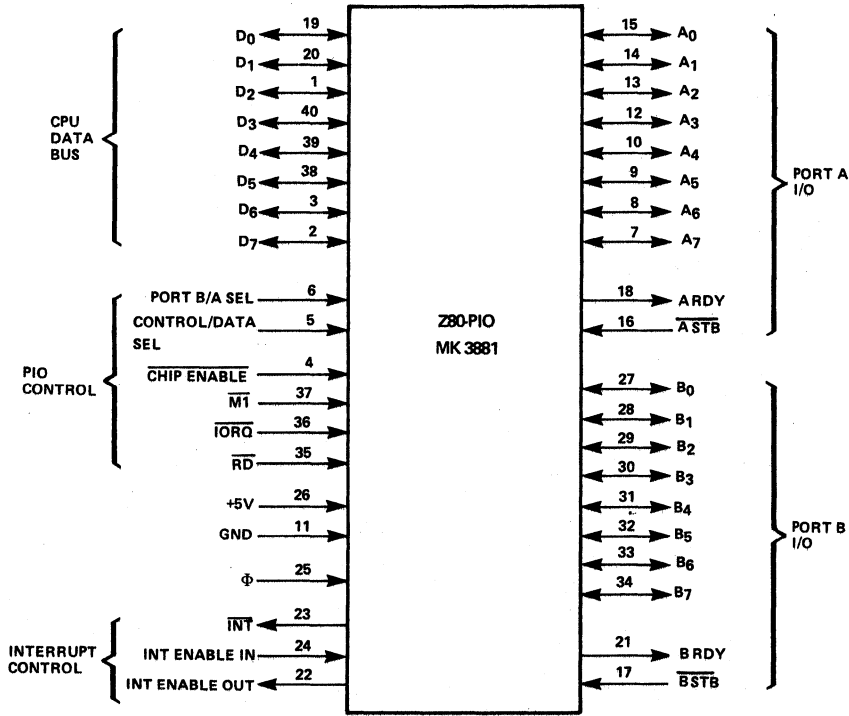 CPU
DATA
BUS
D0 19
D1 20
D2 1
D3 40
D4 39
D5 38
D6 3
D7 2
PIO
CONTROL
PORT B/A SEL 6
CONTROL/DATA 5
SEL
CHIP ENABLE 4
M1 37
IORQ 36
RD 35
+5V 26
GND 11
Φ 25
INTERRUPT
CONTROL
INT 23
INT ENABLE IN 24
INT ENABLE OUT 22
Z80-PIO
MK 3881
15 A0
14 A1
13 A2
12 A3
10 A4
9 A5
8 A6
7 A7
18 ARDY
16 A STB
PORT A
I/O
27 B0
28 B1
29 B2
30 B3
31 B4
32 B5
33 B6
34 B7
21 BRDY
17 BSTB
PORT B
I/O